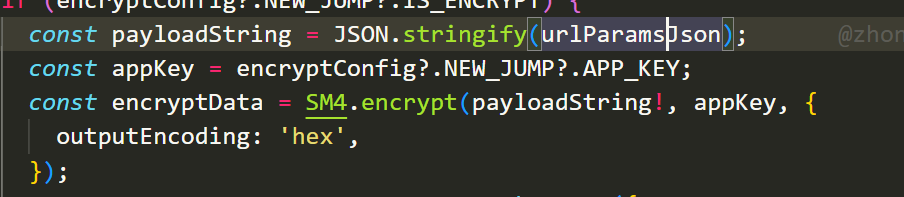 if (encryptConfig?.NEW_JUMP?.IS_ENCRYPT) {
const payloadString = JSON.stringify(urlParamsJson); @zhon
const appKey = encryptConfig?.NEW_JUMP?.APP_KEY;
const encryptData = SM4.encrypt(payloadString!, appKey, {
outputEncoding: 'hex',
});